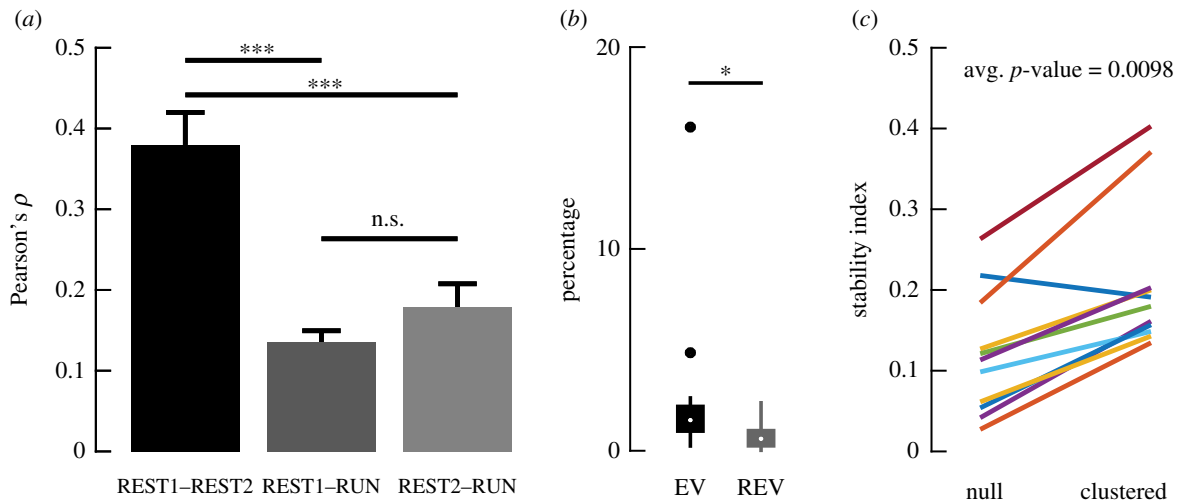 (a)
0.5
0.4
0.3
0.2
0.1
0
Pearson's ρ
***
***
n.s.
REST1–REST2
REST1–RUN
REST2–RUN
(b)
20
10
0
percentage
*
EV
REV
(c)
0.5
0.4
0.3
0.2
0.1
0
stability index
avg. p-value = 0.0098
null
clustered